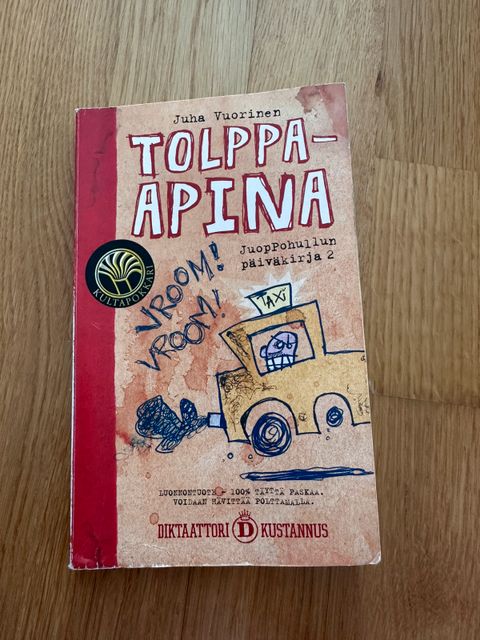 Juha Vuorinen
TOLPPA-
APINA
JuopPohullun
päiväkirja 2
KULTAPOKKARI
VROOM!
VROOM!
TAXI
LUONNONTUOTE - 100% TÄYTTÄ PASKAA.
VOIDAAN HÄVITTÄÄ POLTTAMALLA.
DIKTAATTORI D KUSTANNUS